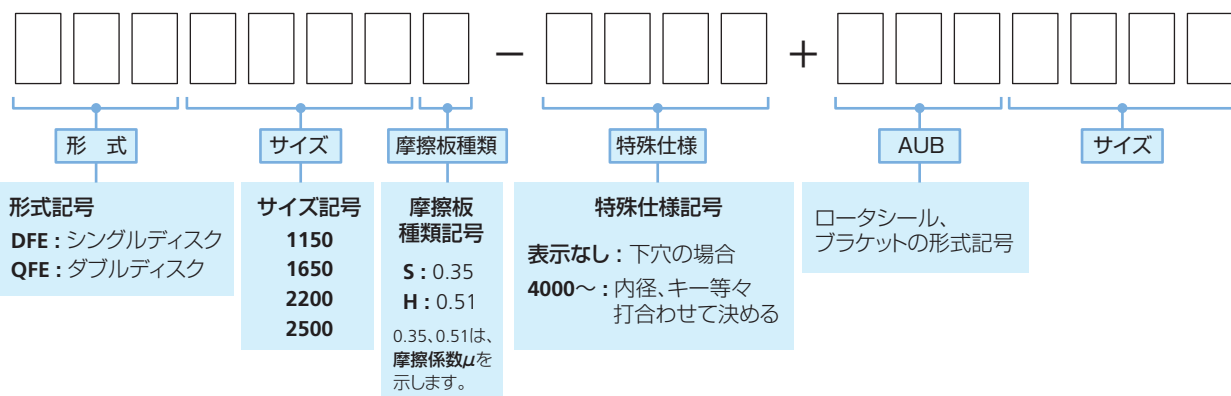 − +
形 式 サイズ 摩擦板種類 特殊仕様 AUB サイズ
形式記号
DFE : シングルディスク
QFE : ダブルディスク
サイズ記号
1150
1650
2200
2500
摩擦板
種類記号
S : 0.35
H : 0.51
0.35、0.51は、
摩擦係数μを
示します。
特殊仕様記号
表示なし : 下穴の場合
4000～ : 内径、キー等々
打合わせて決める
ロータシール、
ブラケットの形式記号